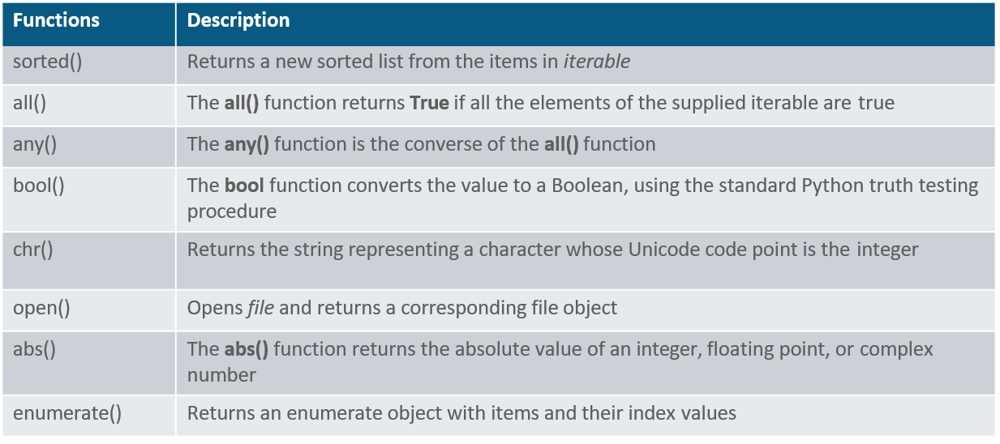 Functions Description
sorted() Returns a new sorted list from the items in iterable
all() The all() function returns True if all the elements of the supplied iterable are true
any() The any() function is the converse of the all() function
bool() The bool function converts the value to a Boolean, using the standard Python truth testing
procedure
chr() Returns the string representing a character whose Unicode code point is the integer
open() Opens file and returns a corresponding file object
abs() The abs() function returns the absolute value of an integer, floating point, or complex
number
enumerate() Returns an enumerate object with items and their index values